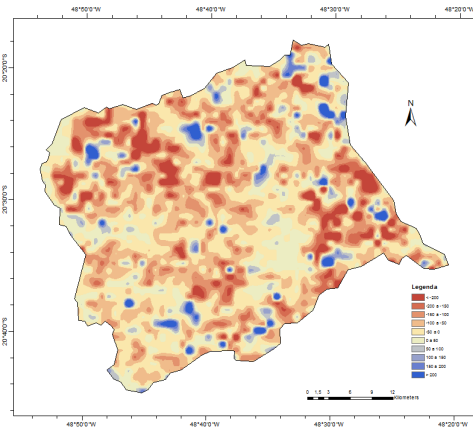 48°50'0"W 48°40'0"W 48°30'0"W 48°20'0"W
20°20'0"S
20°30'0"S
20°40'0"S
N
Legenda
< -200
-200 a -150
-150 a -100
-100 a -50
-50 a 0
0 a 50
50 a 100
100 a 150
150 a 200
> 200
0 1,5 3 6 9 12
Kilometers
48°50'0"W 48°40'0"W 48°30'0"W 48°20'0"W